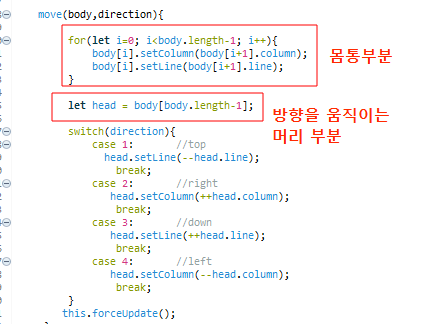 move(body,direction){
for(let i=0; i<body.length-1; i++){
body[i].setColumn(body[i+1].column);
body[i].setLine(body[i+1].line);
}
몸통부분
let head = body[body.length-1];
방향을 움직이는
머리 부분
switch(direction){
case 1: //top
head.setLine(--head.line);
break;
case 2: //right
head.setColumn(++head.column);
break;
case 3: //down
head.setLine(++head.line);
break;
case 4: //left
head.setColumn(--head.column);
break;
}
this.forceUpdate();